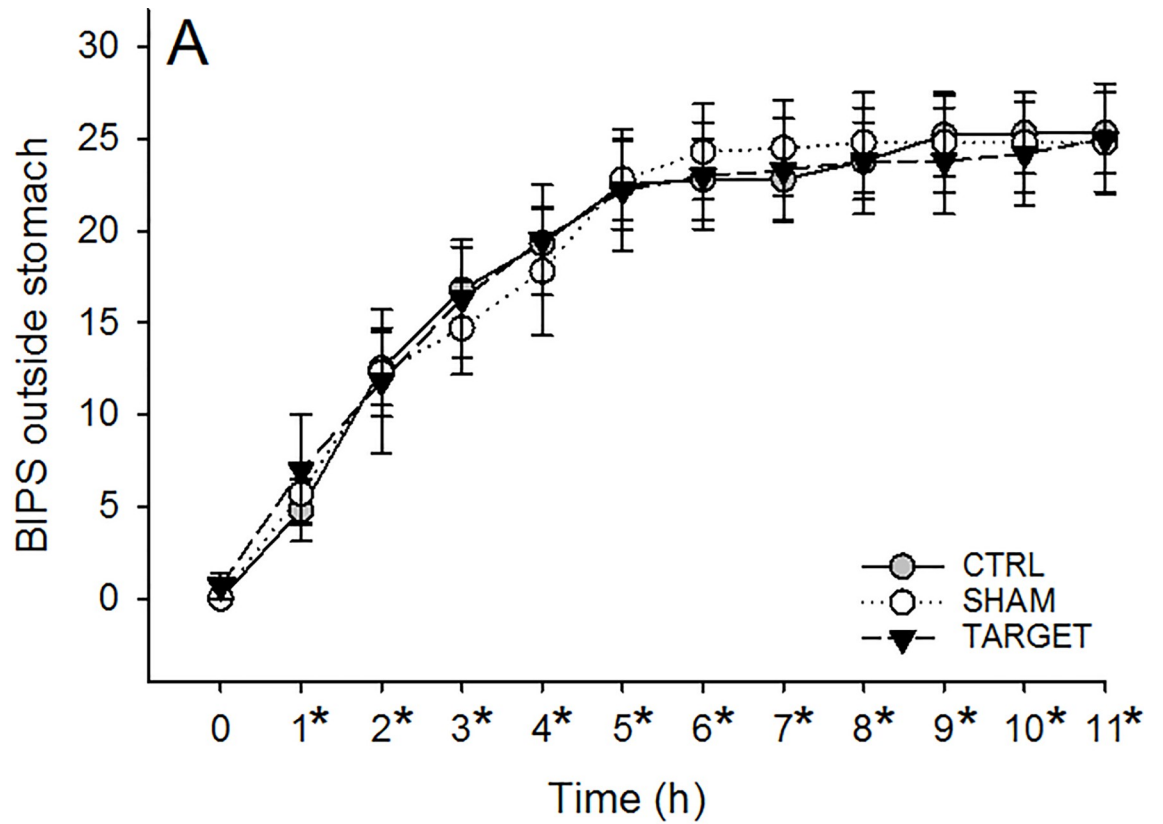 A
30
25
20
15
10
5
0
BIPS outside stomach
CTRL
SHAM
TARGET
0 1* 2* 3* 4* 5* 6* 7* 8* 9* 10* 11*
Time (h)